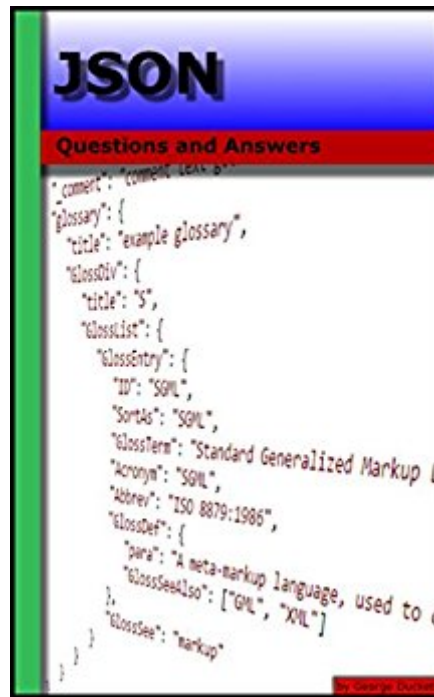 JSON
Questions and Answers
"_comment": "comment text
"glossary": {
"title": "example glossary",
"GlossDiv": {
"title": "S",
"GlossList": {
"GlossEntry": {
"ID": "SGML",
"SortAs": "SGML",
"GlossTerm": "Standard Generalized Markup
"Acronym": "SGML",
"Abbrev": "ISO 8879:1986",
"GlossDef": {
"para": "A meta-markup language, used to
"GlossSeeAlso": ["GML", "XML"]
},
"GlossSee": "markup"
}
}
}
}
by George